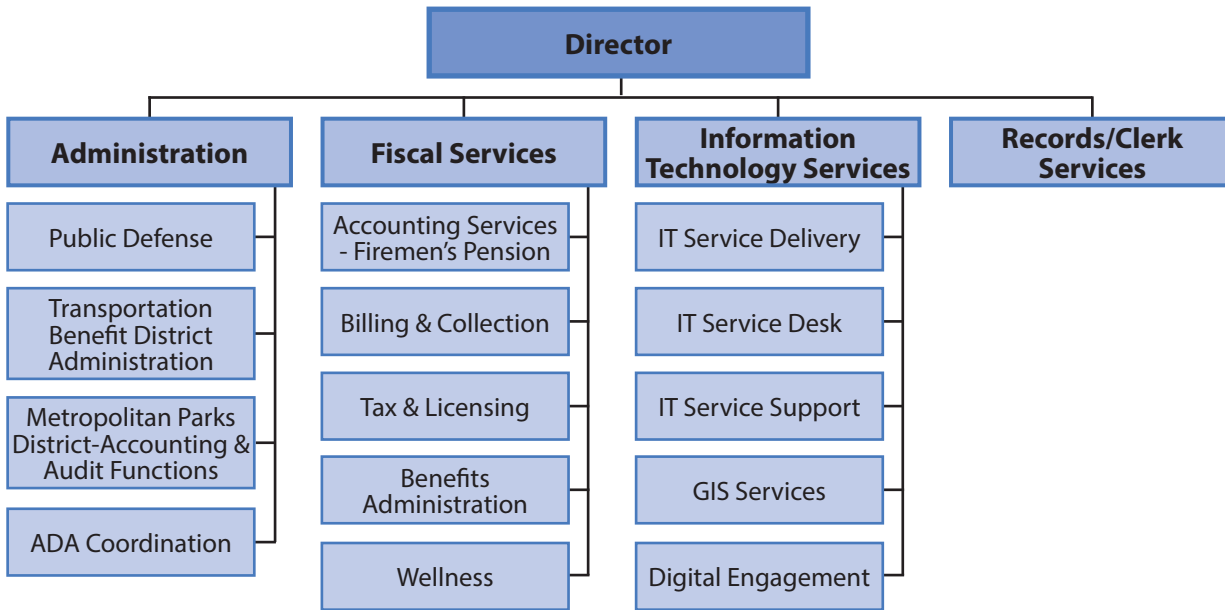 Director
Administration
Fiscal Services
Information
Technology Services
Records/Clerk
Services
Public Defense
Transportation
Benefit District
Administration
Metropolitan Parks
District-Accounting &
Audit Functions
ADA Coordination
Accounting Services
- Firemen’s Pension
Billing & Collection
Tax & Licensing
Benefits
Administration
Wellness
IT Service Delivery
IT Service Desk
IT Service Support
GIS Services
Digital Engagement